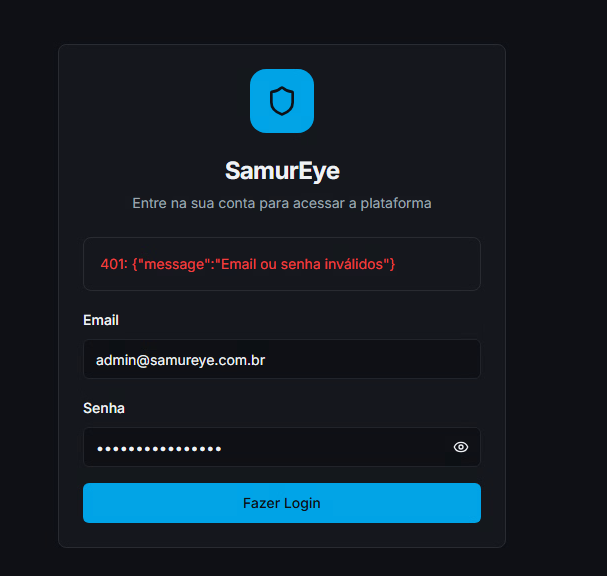 SamurEye
Entre na sua conta para acessar a plataforma
401: {"message":"Email ou senha inválidos"}
Email
admin@samureye.com.br
Senha
••••••••••••••••
Fazer Login